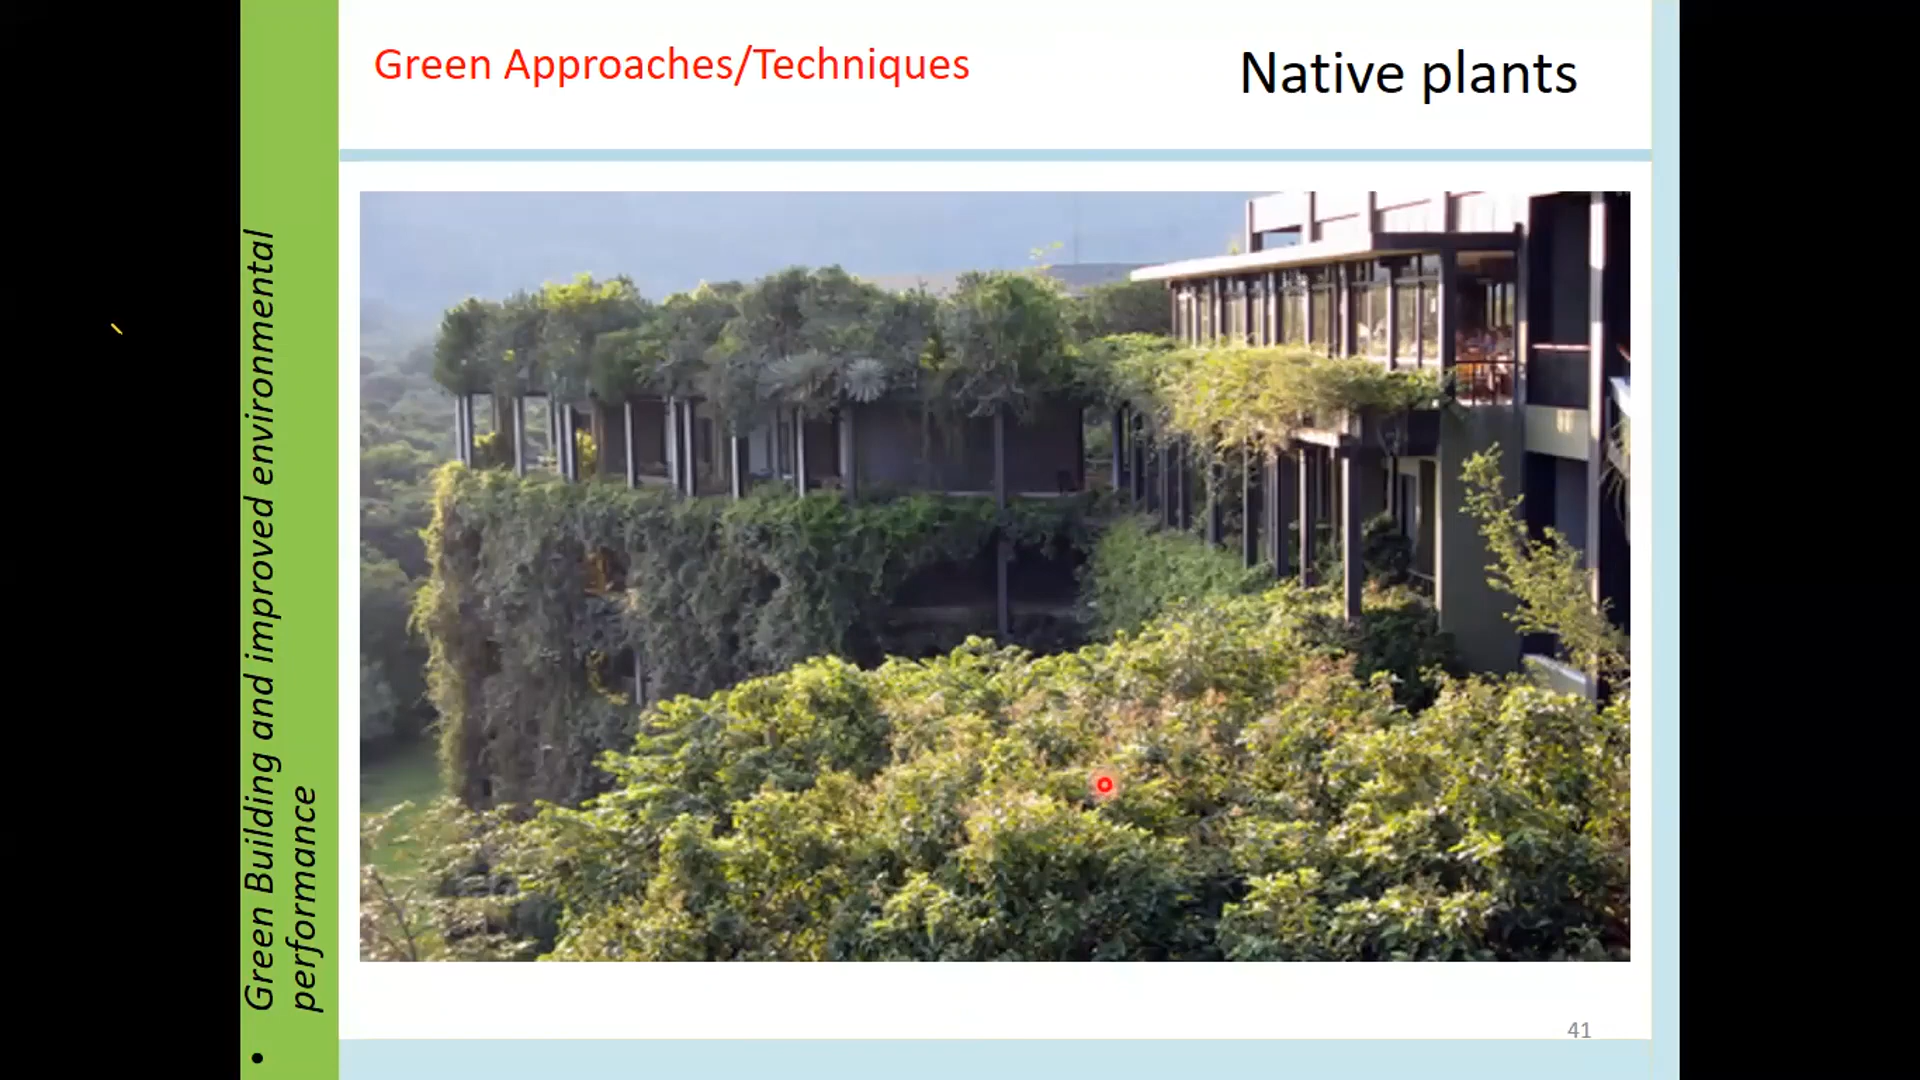 Green Approaches/Techniques
Native plants
• Green Building and improved environmental
performance
41